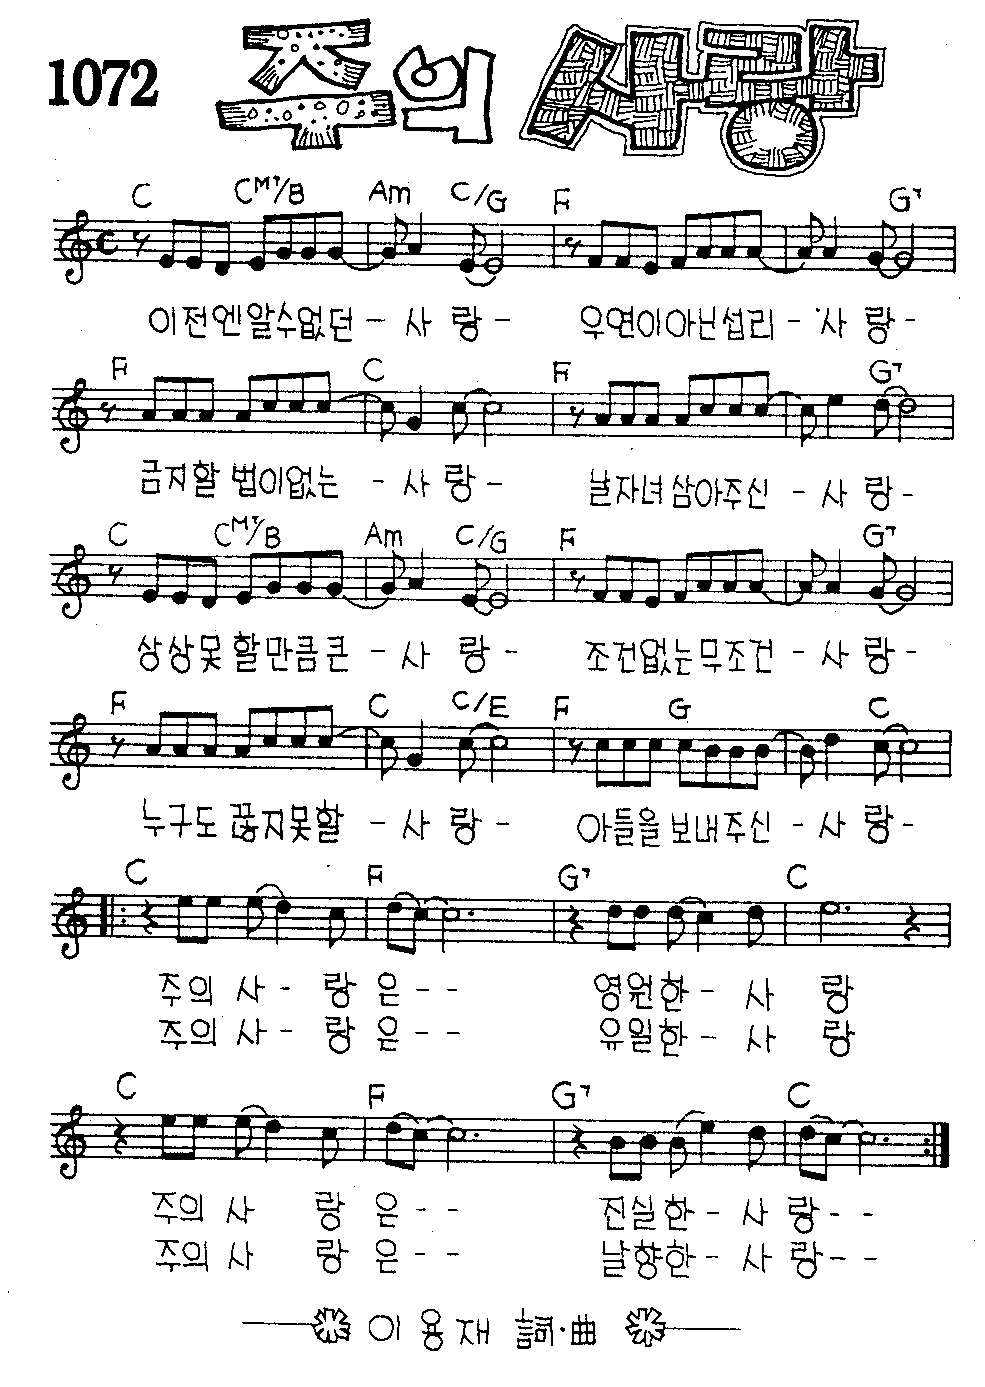 1072 주의 사랑
C CM7/B Am C/G F G7
이전엔알수없던 - 사 랑 - 우연이아닌섭리 - 사 랑 -
F C F G7
금지할 법이없는 - 사 랑 - 날자녀삼아주신 - 사 랑 -
C CM7/B Am C/G F G7
상상못할만큼큰 - 사 랑 - 조건없는무조건 - 사 랑 -
F C C/E F G C
누구도 끊지못할 - 사 랑 - 아들을보내주신 - 사 랑 -
C F G7 C
주의 사 - 랑 은 - - 영원한 - 사 랑
주의 사 - 랑 은 - - 유일한 - 사 랑
C F G7 C
주의 사 랑 은 - - 진실한 - 사 랑 - -
주의 사 랑 은 - - 날향한 - 사 랑 - -
이용재 詞·曲